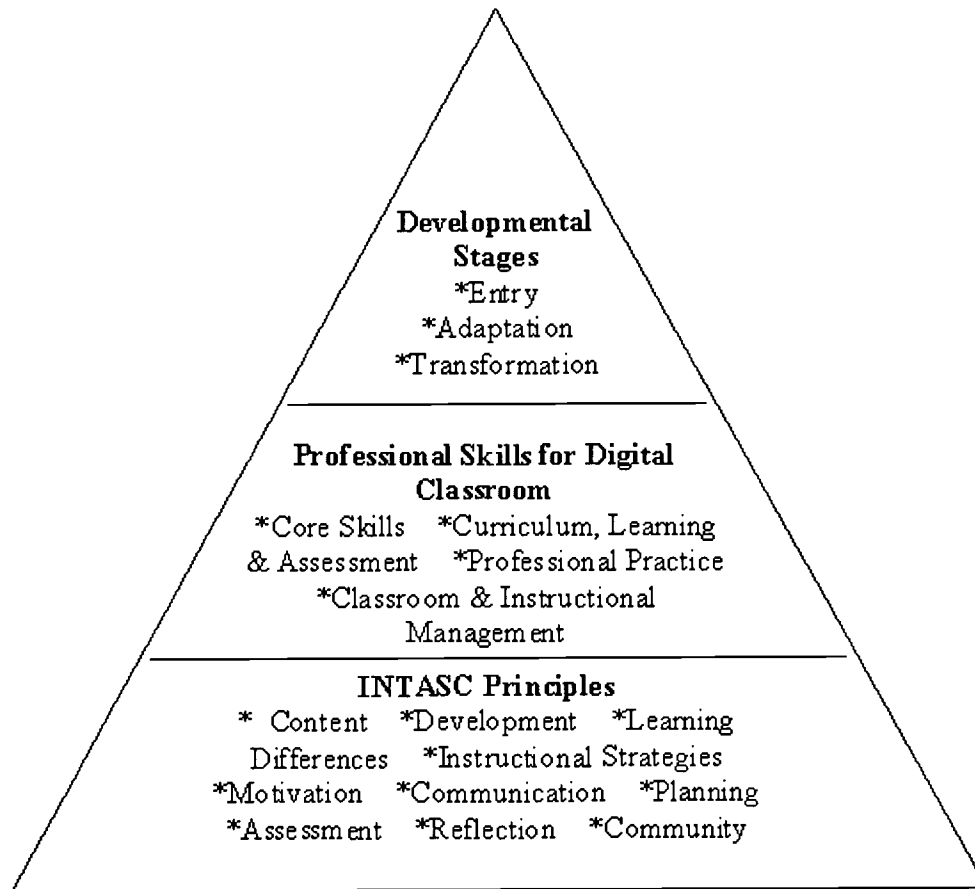 Developmental
Stages
*Entry
*Adaptation
*Transformation
Professional Skills for Digital
Classroom
*Core Skills *Curriculum, Learning
& Assessment *Professional Practice
*Classroom & Instructional
Management
INTASC Principles
* Content *Development *Learning
Differences *Instructional Strategies
*Motivation *Communication *Planning
*Assessment *Reflection *Community